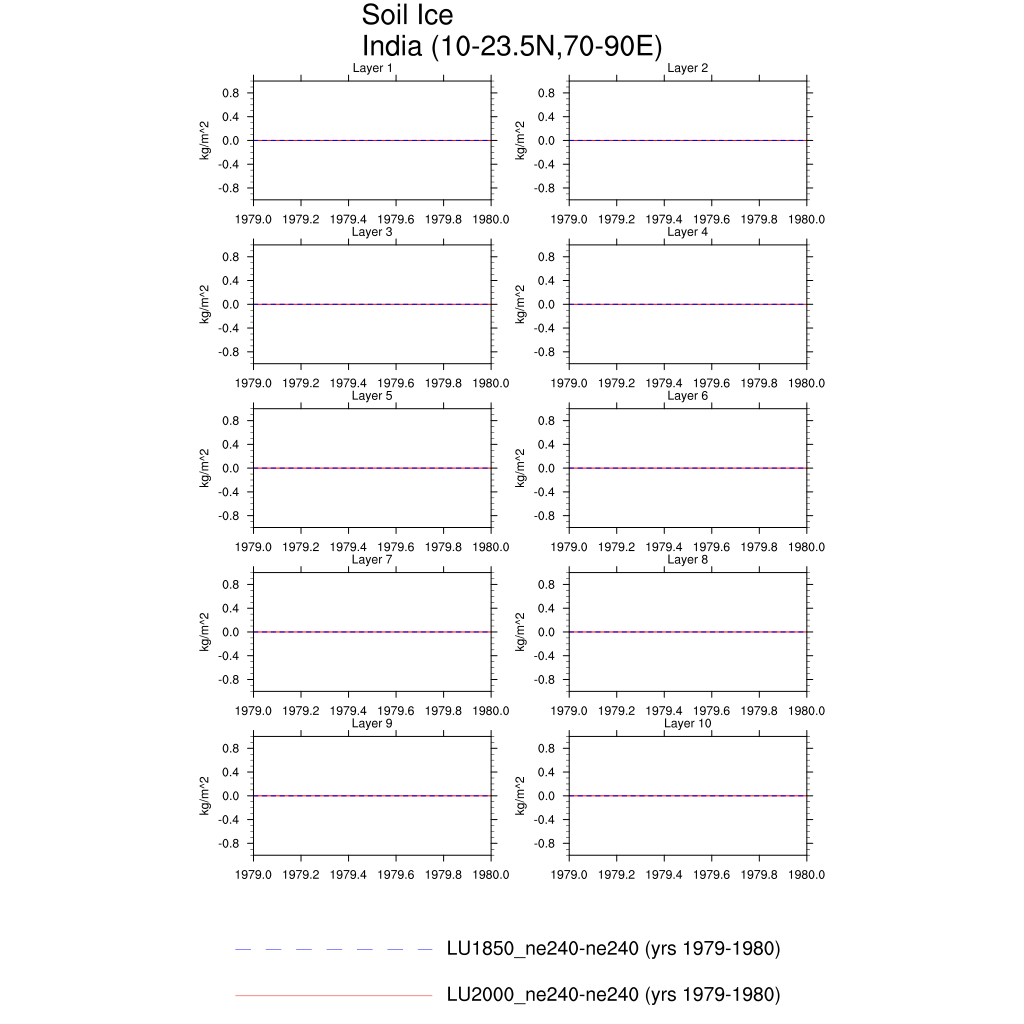 Soil Ice
India (10-23.5N,70-90E)
Layer 1 Layer 2
0.8 0.8
0.4 0.4
kg/m^2 0.0 kg/m^2 0.0
-0.4 -0.4
-0.8 -0.8
1979.0 1979.2 1979.4 1979.6 1979.8 1980.0 1979.0 1979.2 1979.4 1979.6 1979.8 1980.0
Layer 3 Layer 4
0.8 0.8
0.4 0.4
kg/m^2 0.0 kg/m^2 0.0
-0.4 -0.4
-0.8 -0.8
1979.0 1979.2 1979.4 1979.6 1979.8 1980.0 1979.0 1979.2 1979.4 1979.6 1979.8 1980.0
Layer 5 Layer 6
0.8 0.8
0.4 0.4
kg/m^2 0.0 kg/m^2 0.0
-0.4 -0.4
-0.8 -0.8
1979.0 1979.2 1979.4 1979.6 1979.8 1980.0 1979.0 1979.2 1979.4 1979.6 1979.8 1980.0
Layer 7 Layer 8
0.8 0.8
0.4 0.4
kg/m^2 0.0 kg/m^2 0.0
-0.4 -0.4
-0.8 -0.8
1979.0 1979.2 1979.4 1979.6 1979.8 1980.0 1979.0 1979.2 1979.4 1979.6 1979.8 1980.0
Layer 9 Layer 10
0.8 0.8
0.4 0.4
kg/m^2 0.0 kg/m^2 0.0
-0.4 -0.4
-0.8 -0.8
1979.0 1979.2 1979.4 1979.6 1979.8 1980.0 1979.0 1979.2 1979.4 1979.6 1979.8 1980.0
LU1850_ne240-ne240 (yrs 1979-1980)
LU2000_ne240-ne240 (yrs 1979-1980)